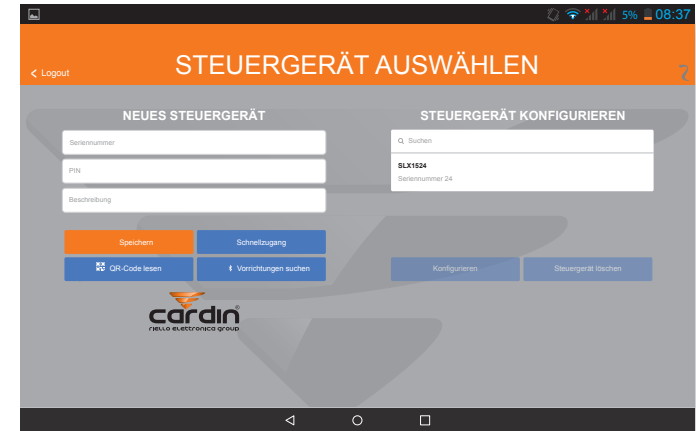 5% 08:37
Logout
STEUERGERÄT AUSWÄHLEN
NEUES STEUERGERÄT
Seriennummer
PIN
Beschreibung
Speichern
Schnellzugang
QR-Code lesen
Vorrichtungen suchen
cardin®
riello elettronica group
STEUERGERÄT KONFIGURIEREN
Suchen
SLX1524
Seriennummer 24
Konfigurieren
Steuergerät löschen